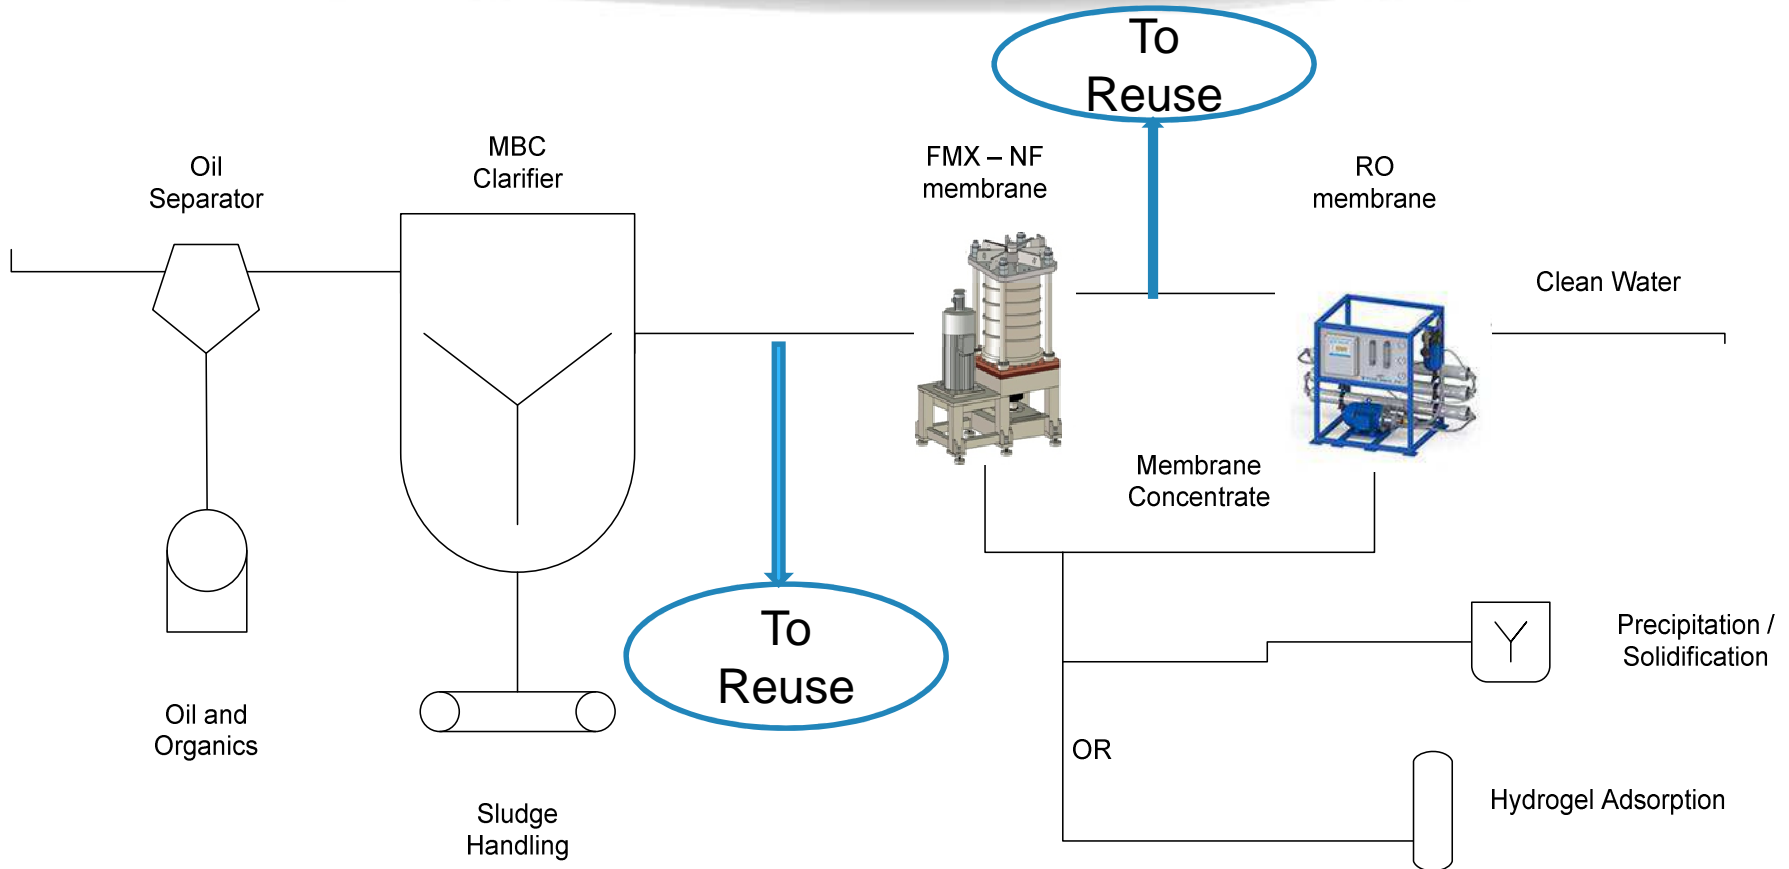 To
Reuse
MBC
Clarifier
Oil
Separator
FMX – NF
membrane
RO
membrane
Clean Water
Membrane
Concentrate
To
Reuse
Precipitation /
Solidification
Oil and
Organics
OR
Sludge
Handling
Hydrogel Adsorption